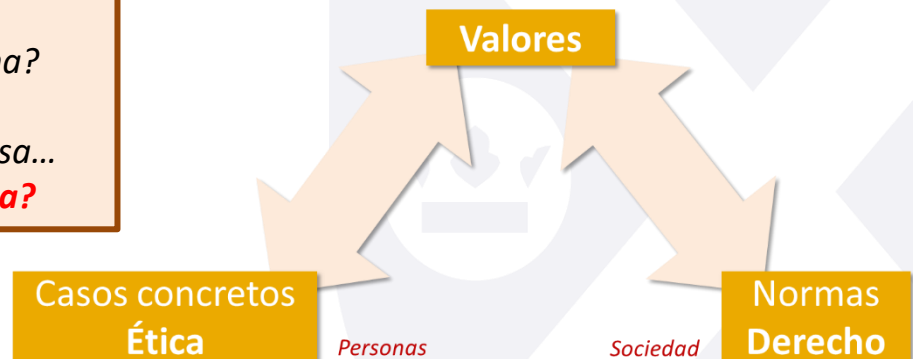 a?
sa...
a?
Valores
Casos concretos
Ética
Personas
Sociedad
Normas
Derecho